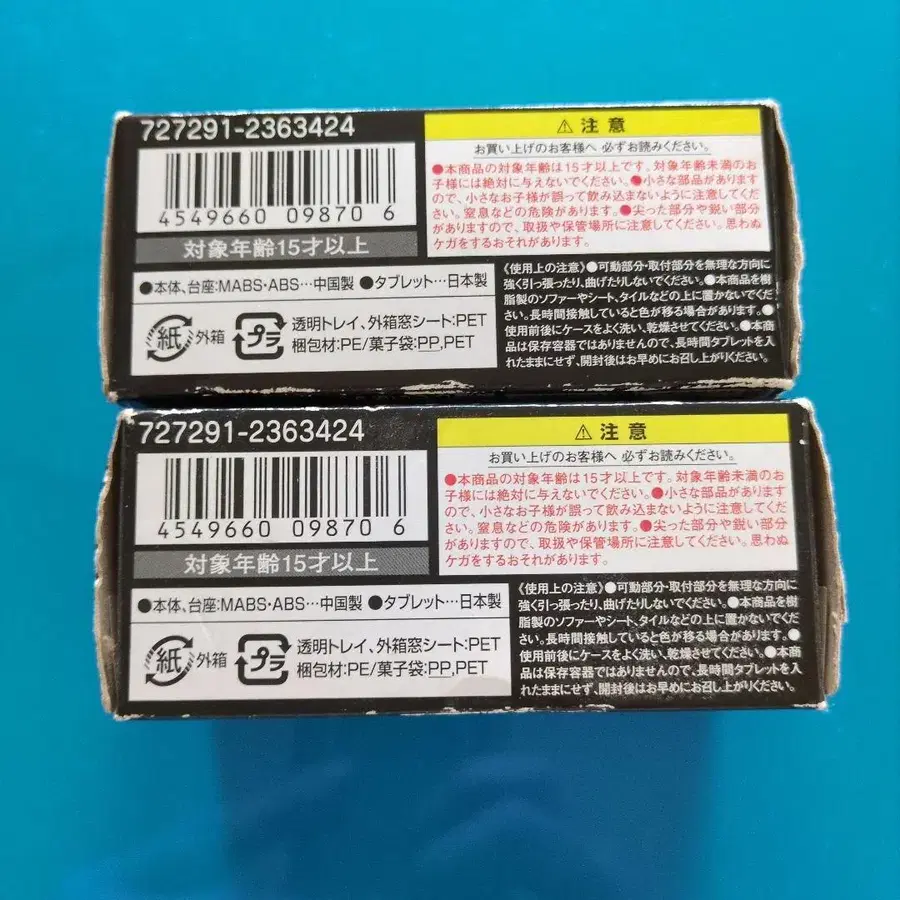 727291-2363424
4549660 09870 6
対象年齢15才以上
●本体、台座:MABS・ABS…中国製 ●タブレット…日本製
紙 外箱
プラ
透明トレイ、外箱窓シート:PET
梱包材:PE/菓子袋:PP,PET
⚠注意
お買い上げのお客様へ 必ずお読みください。
●本商品の対象年齢は15才以上です。対象年齢未満のお
子様には絶対に与えないでください。●小さな部品があります
ので、小さなお子様が誤って飲み込まないように注意してくだ
さい。窒息などの危険があります。●尖った部分や鋭い部分
がありますので、取扱や保管場所に注意してください。思わぬ
ケガをするおそれがあります。
《使用上の注意》●可動部分・取付部分を無理な方向に
強く引っ張ったり、曲げたりしないでください。●本商品を樹
脂製のソファーやシート、タイルなどの上に置かないでくだ
さい。長時間接触していると色が移る場合があります。●
使用前後にケースをよく洗い、乾燥させてください。●本商
品は保存容器ではありませんので、長時間タブレットを入
れたままにせず、開封後はお早めにお召し上がりください。
727291-2363424
4549660 09870 6
対象年齢15才以上
●本体、台座:MABS・ABS…中国製 ●タブレット…日本製
紙 外箱
プラ
透明トレイ、外箱窓シート:PET
梱包材:PE/菓子袋:PP,PET
⚠注意
お買い上げのお客様へ 必ずお読みください。
●本商品の対象年齢は15才以上です。対象年齢未満のお
子様には絶対に与えないでください。●小さな部品があります
ので、小さなお子様が誤って飲み込まないように注意してくだ
さい。窒息などの危険があります。●尖った部分や鋭い部分
がありますので、取扱や保管場所に注意してください。思わぬ
ケガをするおそれがあります。
《使用上の注意》●可動部分・取付部分を無理な方向に
強く引っ張ったり、曲げたりしないでください。●本商品を樹
脂製のソファーやシート、タイルなどの上に置かないでくだ
さい。長時間接触していると色が移る場合があります。●
使用前後にケースをよく洗い、乾燥させてください。●本商
品は保存容器ではありませんので、長時間タブレットを入
れたままにせず、開封後はお早めにお召し上がりください。